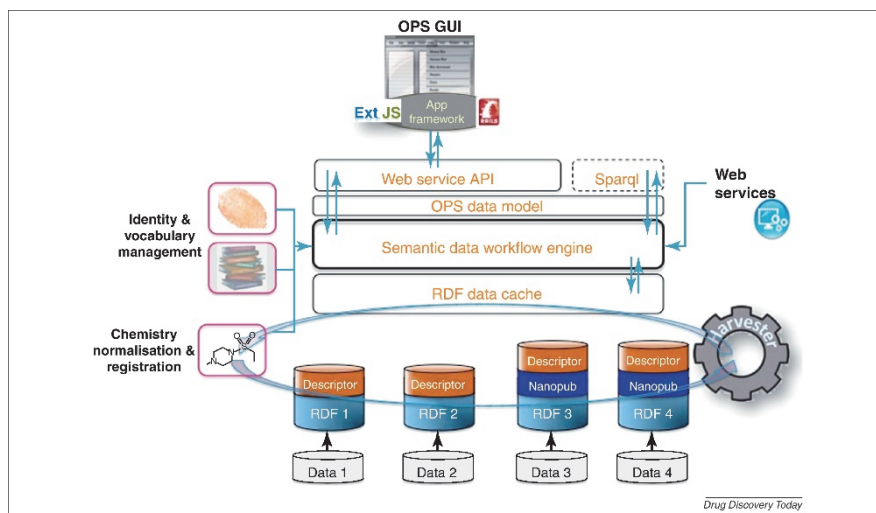 OPS GUI
Ext JS
App
framework
Web service API
Sparql
Web
services
OPS data model
Identity &
vocabulary
management
Semantic data workflow engine
RDF data cache
Chemistry
normalisation &
registration
N
S
O
O
N
Harvester
Descriptor
RDF 1
Descriptor
RDF 2
Descriptor
Nanopub
RDF 3
Descriptor
Nanopub
RDF 4
Data 1
Data 2
Data 3
Data 4
Drug Discovery Today